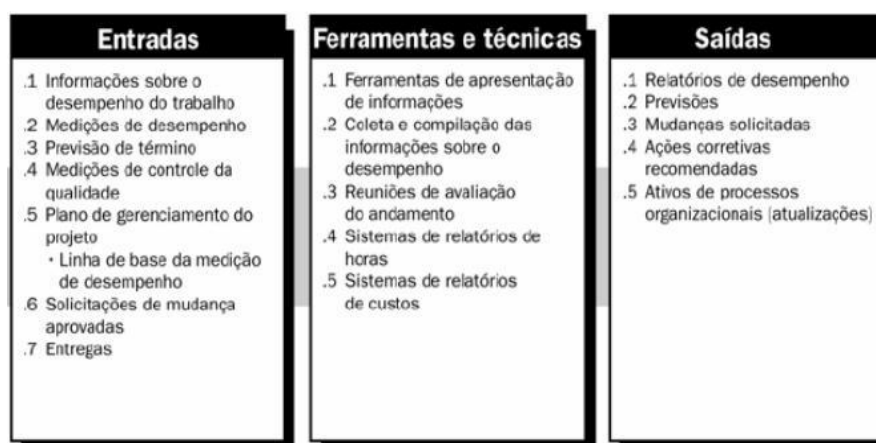 Entradas
.1 Informações sobre o
desempenho do trabalho
.2 Medições de desempenho
.3 Previsão de término
.4 Medições de controle da
qualidade
.5 Plano de gerenciamento do
projeto
· Linha de base da medição
de desempenho
.6 Solicitações de mudança
aprovadas
.7 Entregas
Ferramentas e técnicas
.1 Ferramentas de apresentação
de informações
.2 Coleta e compilação das
informações sobre o
desempenho
.3 Reuniões de avaliação
do andamento
.4 Sistemas de relatórios de
horas
.5 Sistemas de relatórios
de custos
Saídas
.1 Relatórios de desempenho
.2 Previsões
.3 Mudanças solicitadas
.4 Ações corretivas
recomendadas
.5 Ativos de processos
organizacionais (atualizações)